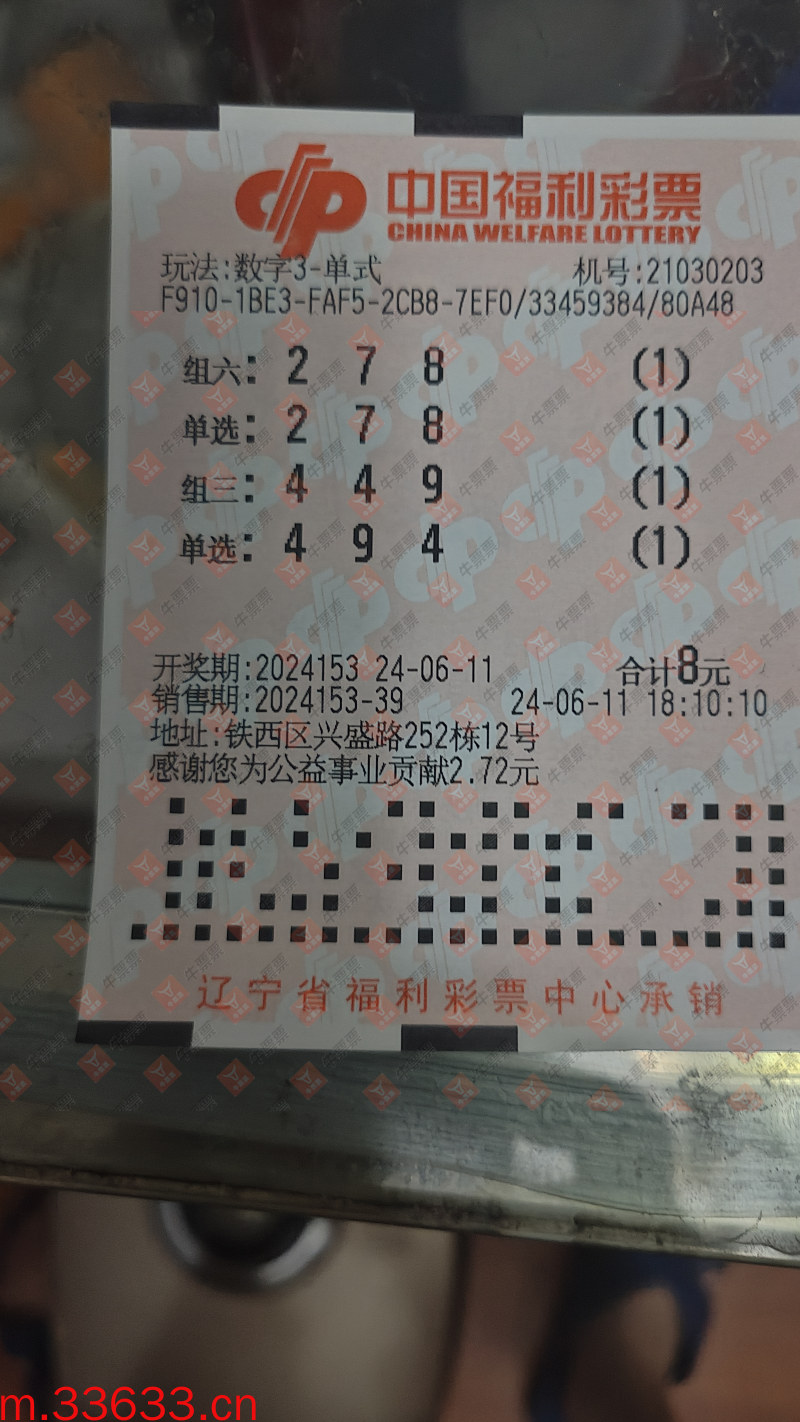 中国福利彩票
CHINA WELFARE LOTTERY
玩法:数字3-单式 机号:21030203
F910-1BE3-FAF5-2CB8-7EF0/33459384/80A48
组六: 2 7 8 (1)
单选: 2 7 8 (1)
组三: 4 4 9 (1)
单选: 4 9 4 (1)
开奖期:2024153 24-06-11 合计8元
销售期:2024153-39 24-06-11 18:10:10
地址:铁西区兴盛路252栋12号
感谢您为公益事业贡献2.72元
辽宁省福利彩票中心承销
牛票票
m.33633.cn